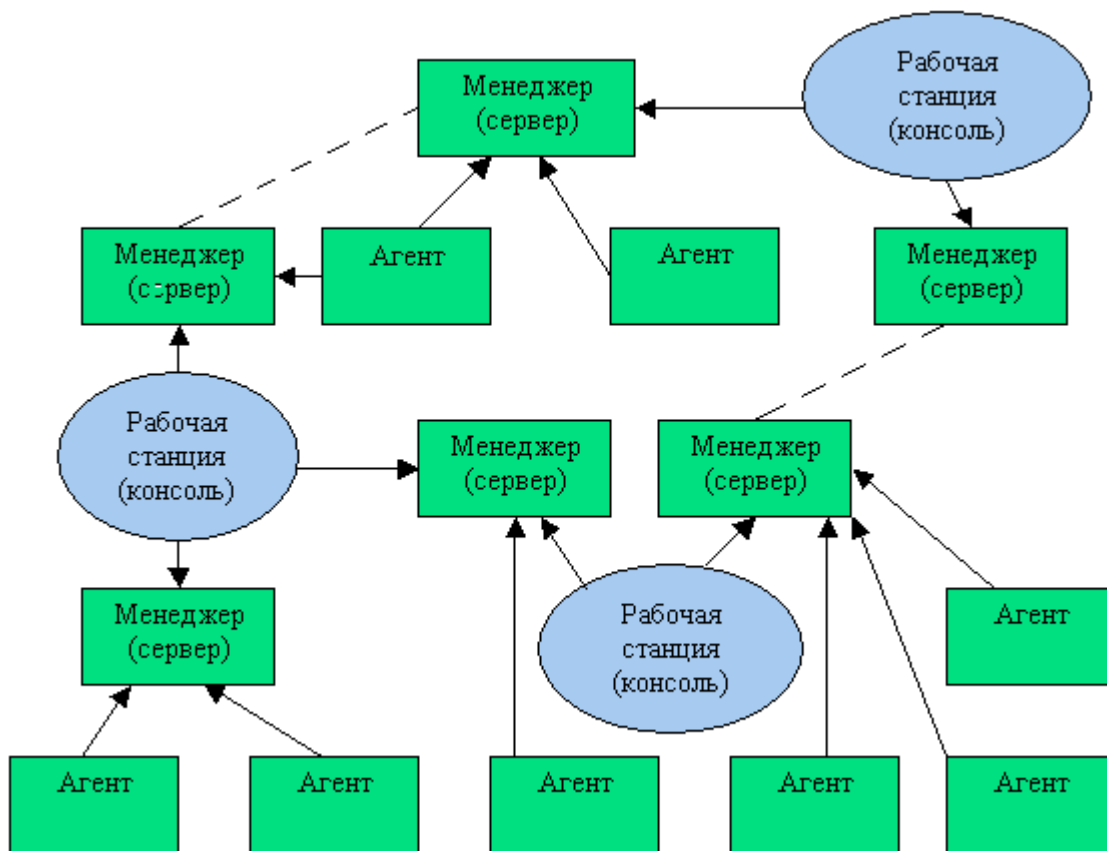 Рабочая
станция
(консоль)
Менеджер
(сервер)
Менеджер
(сервер)
Агент
Агент
Менеджер
(сервер)
Рабочая
станция
(консоль)
Менеджер
(сервер)
Менеджер
(сервер)
Менеджер
(сервер)
Рабочая
станция
(консоль)
Агент
Агент
Агент
Агент
Агент
Агент